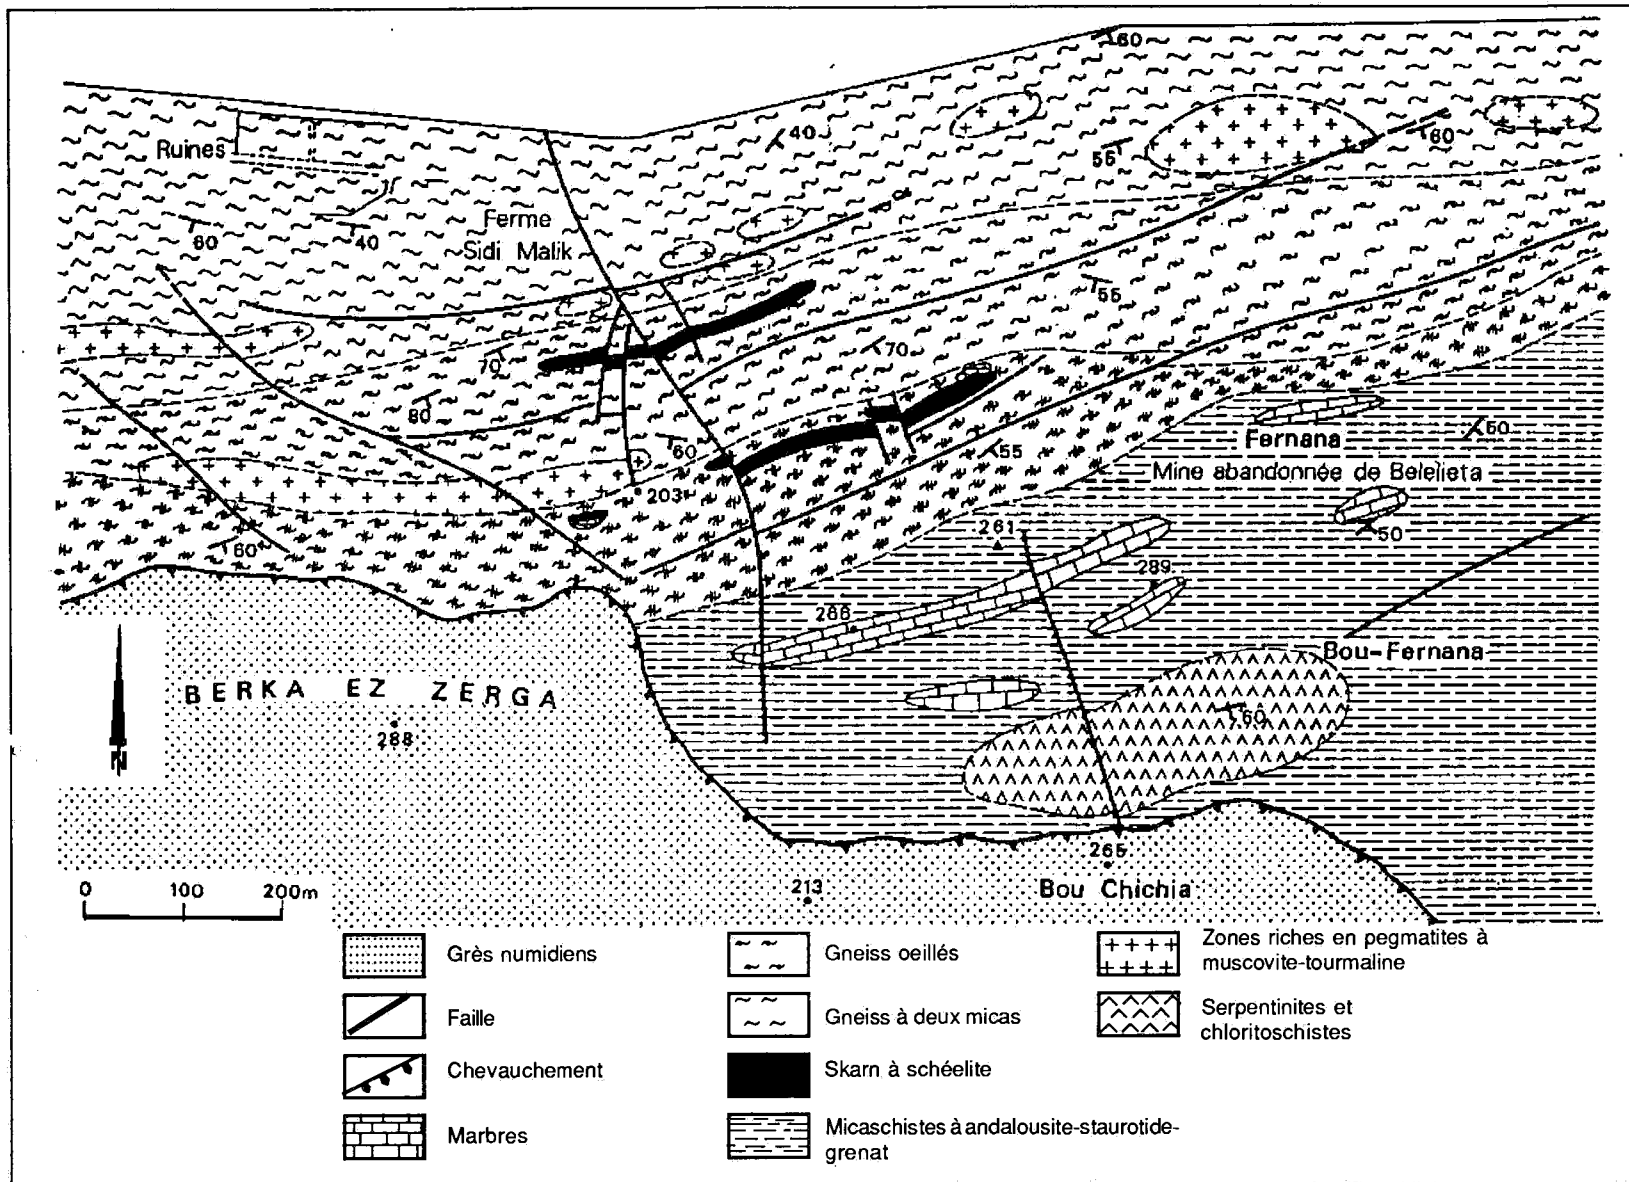 60
40
60
55
Ruines
Ferme
Sidi Malik
60
40
55
70
70
80
60
55
203
60
Fernana
50
Mine abandonnée de Belelieta
50
261
289
286
Bou-Fernana
60
BERKA EZ ZERGA
288
N
265
Bou Chichia
213
0 100 200m
Grès numidiens
Faille
Chevauchement
Marbres
Gneiss oeillés
Gneiss à deux micas
Skarn à schéelite
Micaschistes à andalousite-staurotide-
grenat
Zones riches en pegmatites à
muscovite-tourmaline
Serpentinites et
chloritoschistes